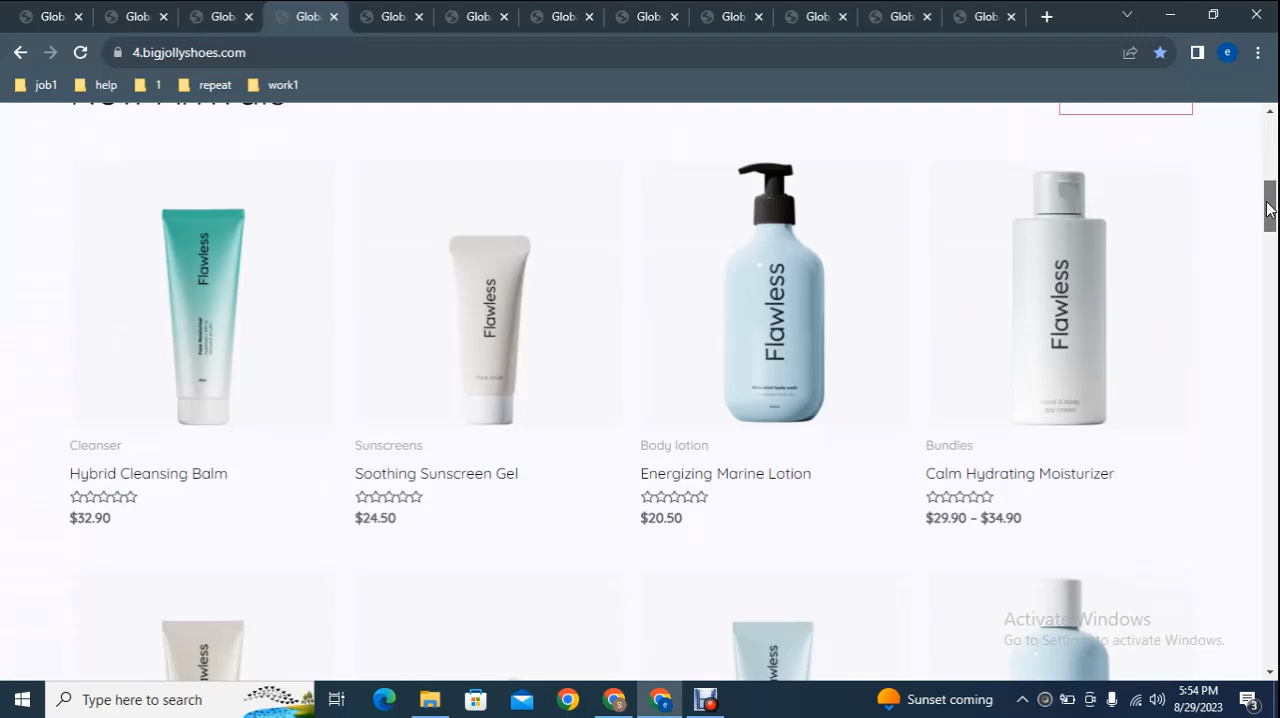 Glob
Glob
Glob
Glob
Glob
Glob
Glob
Glob
Glob
Glob
Glob
Glob
4.bigjollyshoes.com
e
job1
help
1
repeat
work1
New Arrivals
Flawless
Flawless
Flawless
Flawless
Cleanser
Sunscreens
Body lotion
Bundles
Hybrid Cleansing Balm
Soothing Sunscreen Gel
Energizing Marine Lotion
Calm Hydrating Moisturizer
$32.90
$24.50
$20.50
$29.90 – $34.90
Flawless
Flawless
Activate Windows
Go to Settings to activate Windows.
Type here to search
Sunset coming
5:54 PM
8/29/2023
3